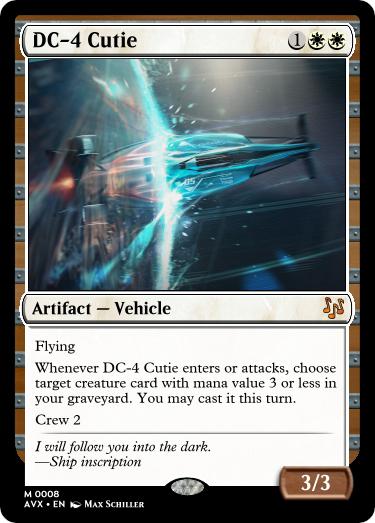 DC-4 Cutie 1
05
Artifact — Vehicle
Flying
Whenever DC-4 Cutie enters or attacks, choose
target creature card with mana value 3 or less in
your graveyard. You may cast it this turn.
Crew 2
I will follow you into the dark.
—Ship inscription
3/3
M 0008
AVX • EN Max Schiller